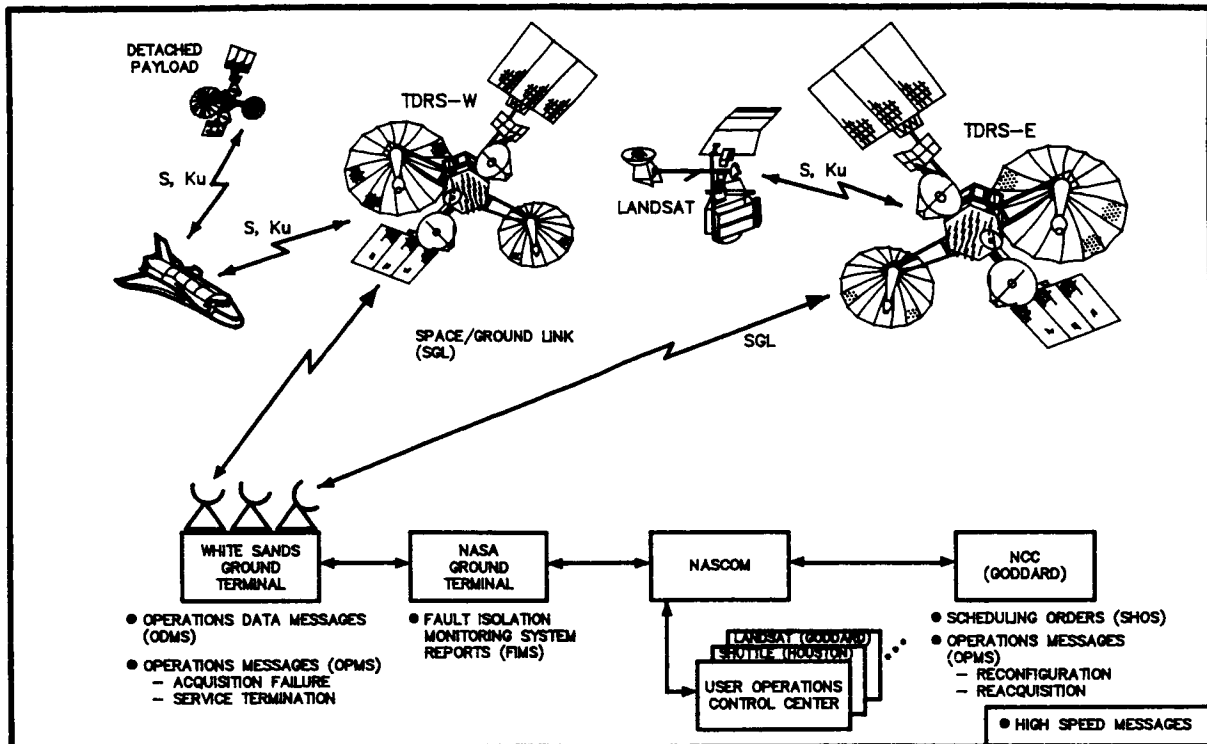 DETACHED
PAYLOAD
TDRS-W
TDRS-E
S, Ku
S, Ku
LANDSAT
S, Ku
SPACE/GROUND LINK
(SGL)
SGL
WHITE SANDS
GROUND
TERMINAL
NASA
GROUND
TERMINAL
NASCOM
NCC
(GODDARD)
● OPERATIONS DATA MESSAGES
(ODMS)
● OPERATIONS MESSAGES (OPMS)
– ACQUISITION FAILURE
– SERVICE TERMINATION
● FAULT ISOLATION
MONITORING SYSTEM
REPORTS (FIMS)
LANDSAT (GODDARD)
SHUTTLE (HOUSTON)
USER OPERATIONS
CONTROL CENTER
● SCHEDULING ORDERS (SHOS)
● OPERATIONS MESSAGES
(OPMS)
– RECONFIGURATION
– REACQUISITION
● HIGH SPEED MESSAGES